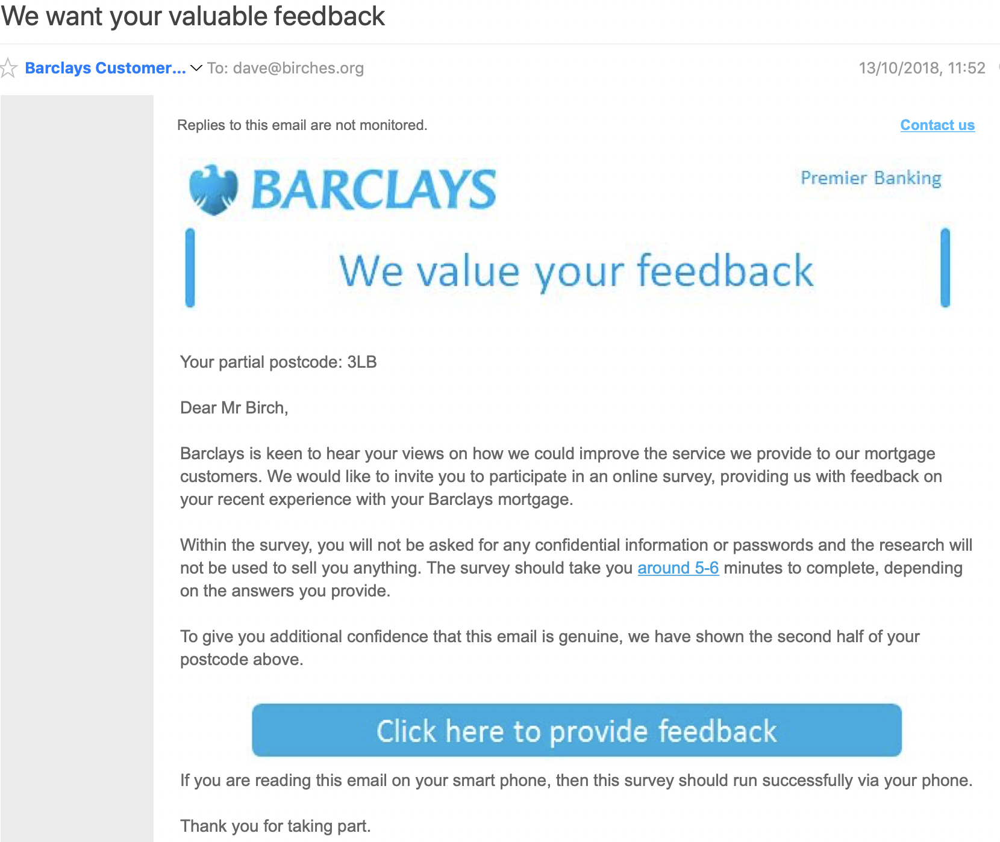 We want your valuable feedback
Barclays Customer... To: dave@birches.org 13/10/2018, 11:52
Replies to this email are not monitored. Contact us
BARCLAYS Premier Banking
We value your feedback
Your partial postcode: 3LB
Dear Mr Birch,
Barclays is keen to hear your views on how we could improve the service we provide to our mortgage
customers. We would like to invite you to participate in an online survey, providing us with feedback on
your recent experience with your Barclays mortgage.
Within the survey, you will not be asked for any confidential information or passwords and the research will
not be used to sell you anything. The survey should take you around 5-6 minutes to complete, depending
on the answers you provide.
To give you additional confidence that this email is genuine, we have shown the second half of your
postcode above.
Click here to provide feedback
If you are reading this email on your smart phone, then this survey should run successfully via your phone.
Thank you for taking part.